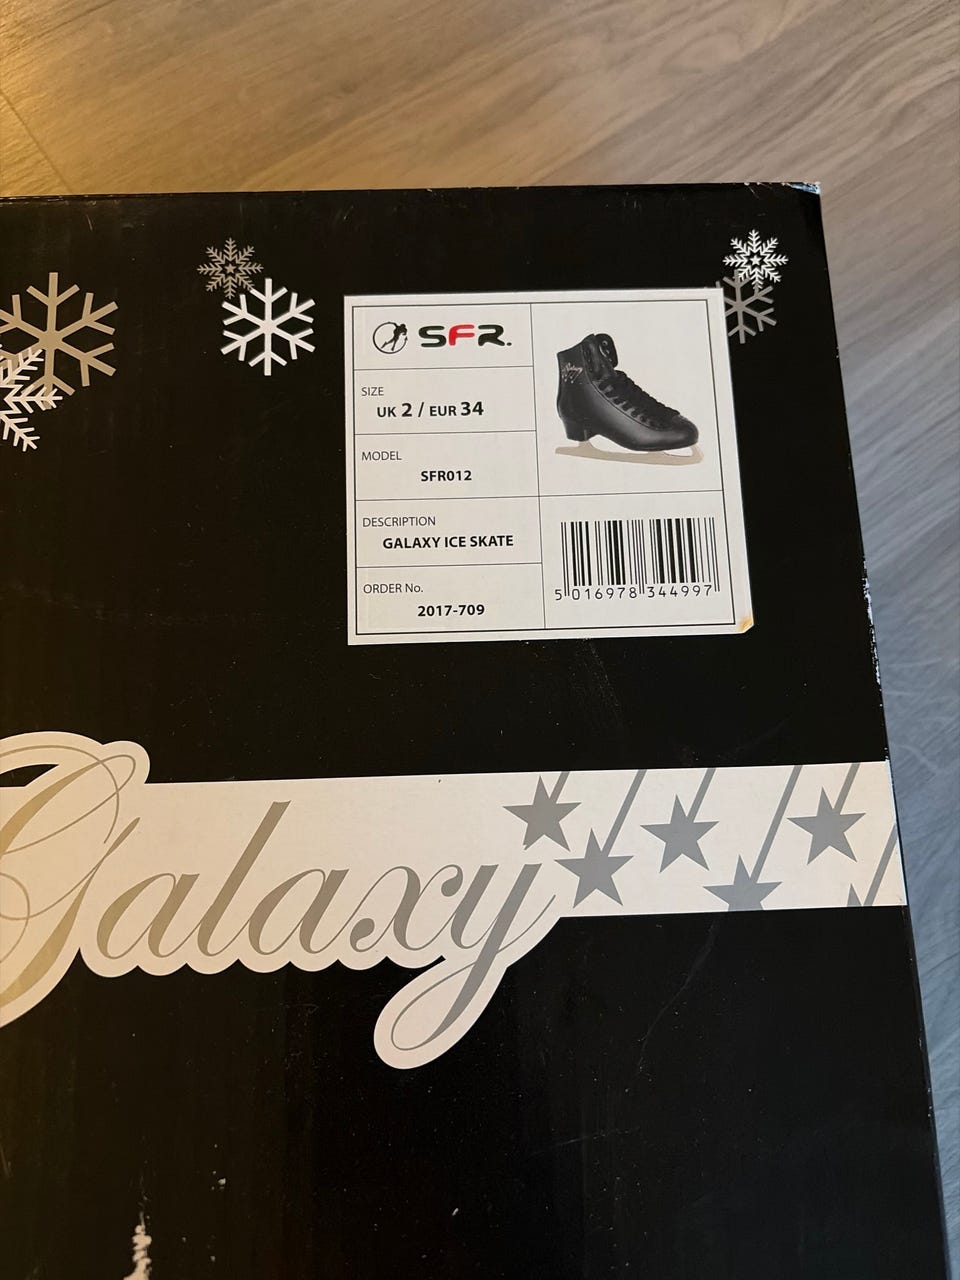 SFR.
SIZE
UK 2 / EUR 34
MODEL
SFR012
DESCRIPTION
GALAXY ICE SKATE
ORDER No.
2017-709
5 016978 344997
Galaxy